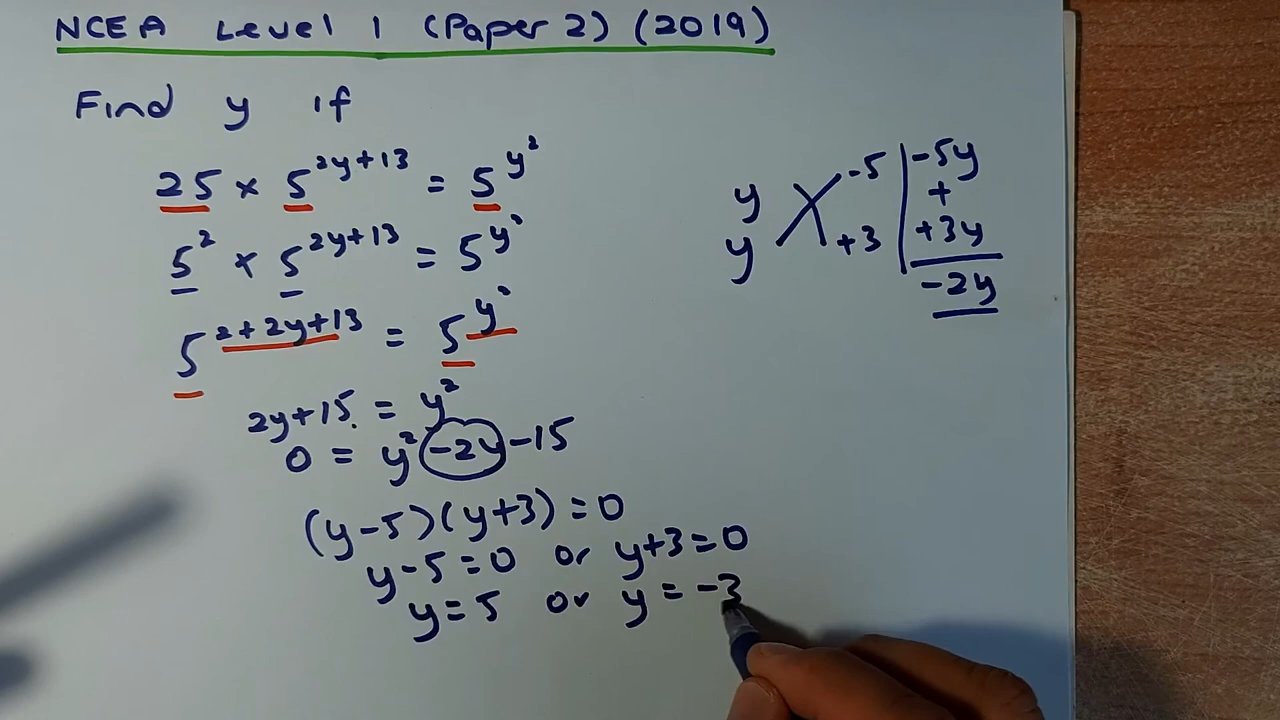 NCEA Level 1 (Paper 2) (2019)
Find y if
25 × 5^(2y+13) = 5^(y²)
5² × 5^(2y+13) = 5^(y²)
5^(2+2y+13) = 5^(y²)
2y+15 = y²
0 = y² -2y -15
(y-5)(y+3) = 0
y-5 = 0 or y+3 = 0
y = 5 or y = -3
y -5 | -5y
+
y +3 | +3y
-2y